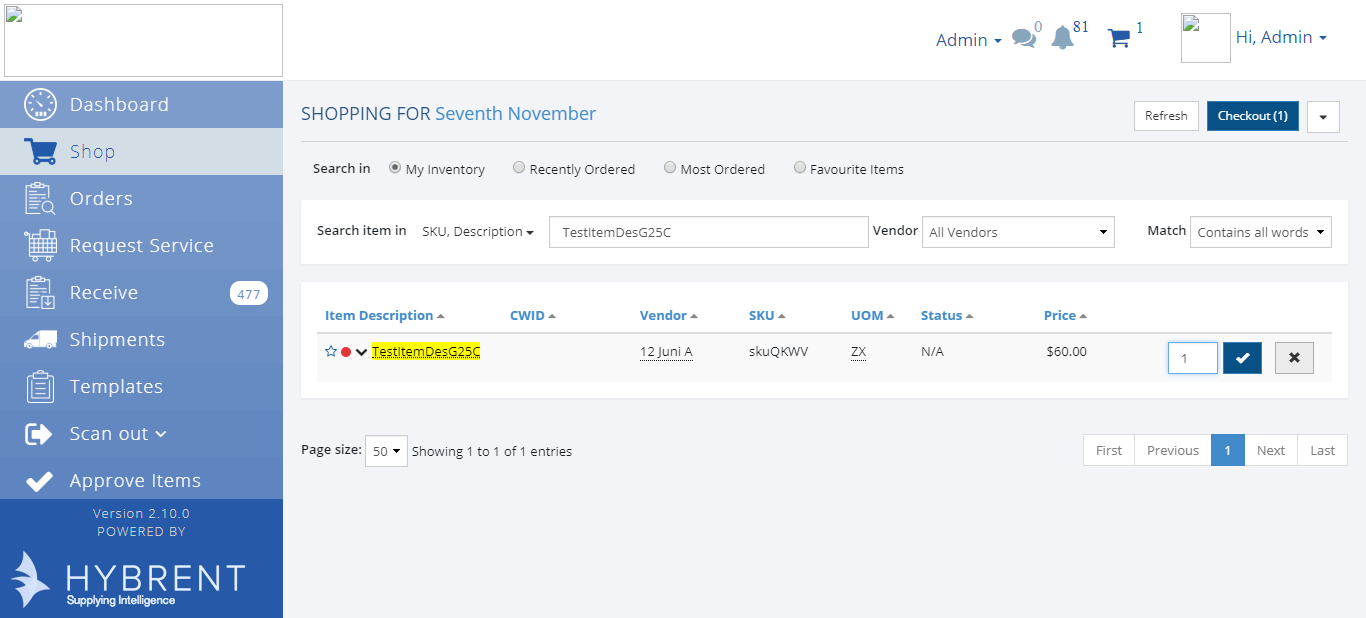 Admin 0 81 1 Hi, Admin
Dashboard
Shop
Orders
Request Service
Receive 477
Shipments
Templates
Scan out
Approve Items
Version 2.10.0
POWERED BY
HYBRENT
Supplying Intelligence
SHOPPING FOR Seventh November Refresh Checkout (1)
Search in My Inventory Recently Ordered Most Ordered Favourite Items
Search item in SKU, Description TestItemDesG25C Vendor All Vendors Match Contains all words
Item Description CWID Vendor SKU UOM Status Price
TestItemDesG25C 12 Juni A skuQKWV ZX N/A $60.00 1
Page size: 50 Showing 1 to 1 of 1 entries First Previous 1 Next Last